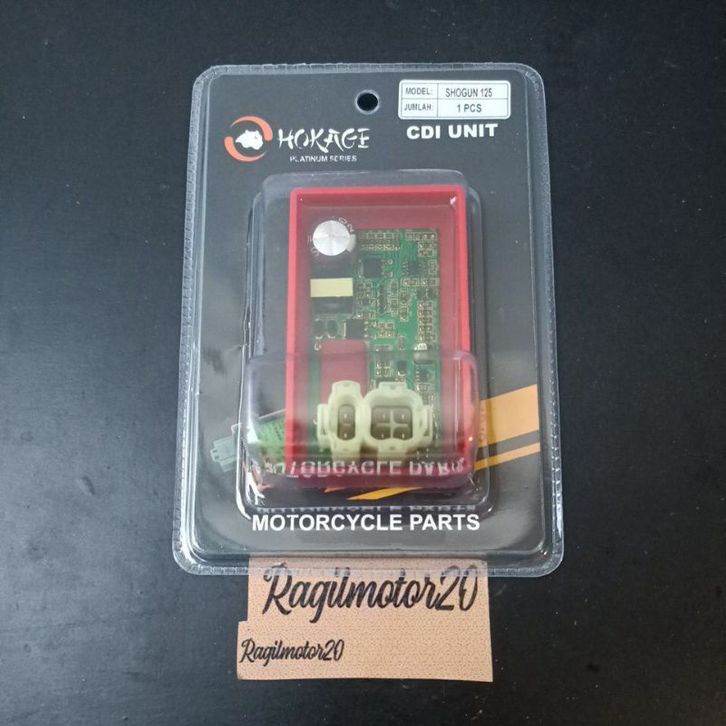 HOKAGE
PLATINUM SERIES
MODEL: SHOGUN 125
JUMLAH: 1 PCS
CDI UNIT
MOTORCYCLE PARTS
Ragilmotor20
Ragilmotor20